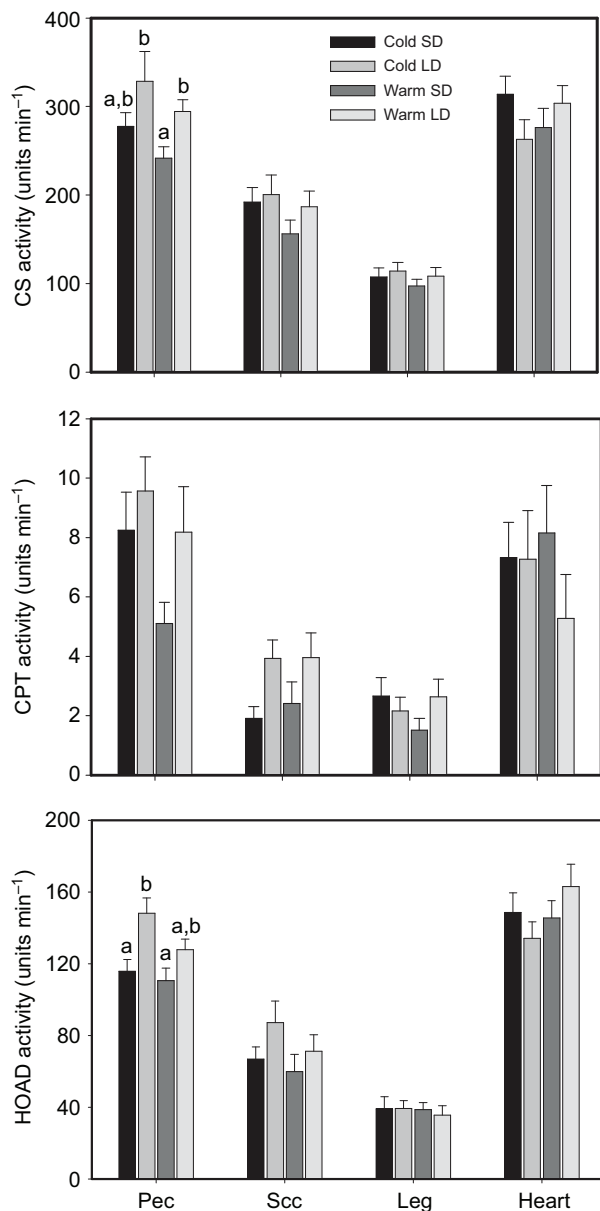 400
300
200
100
0
CS activity (units min⁻¹)
a,b
b
a
b
Cold SD
Cold LD
Warm SD
Warm LD
12
10
8
6
4
2
0
CPT activity (units min⁻¹)
200
160
120
80
40
0
HOAD activity (units min⁻¹)
a
b
a
a,b
Pec Scc Leg Heart